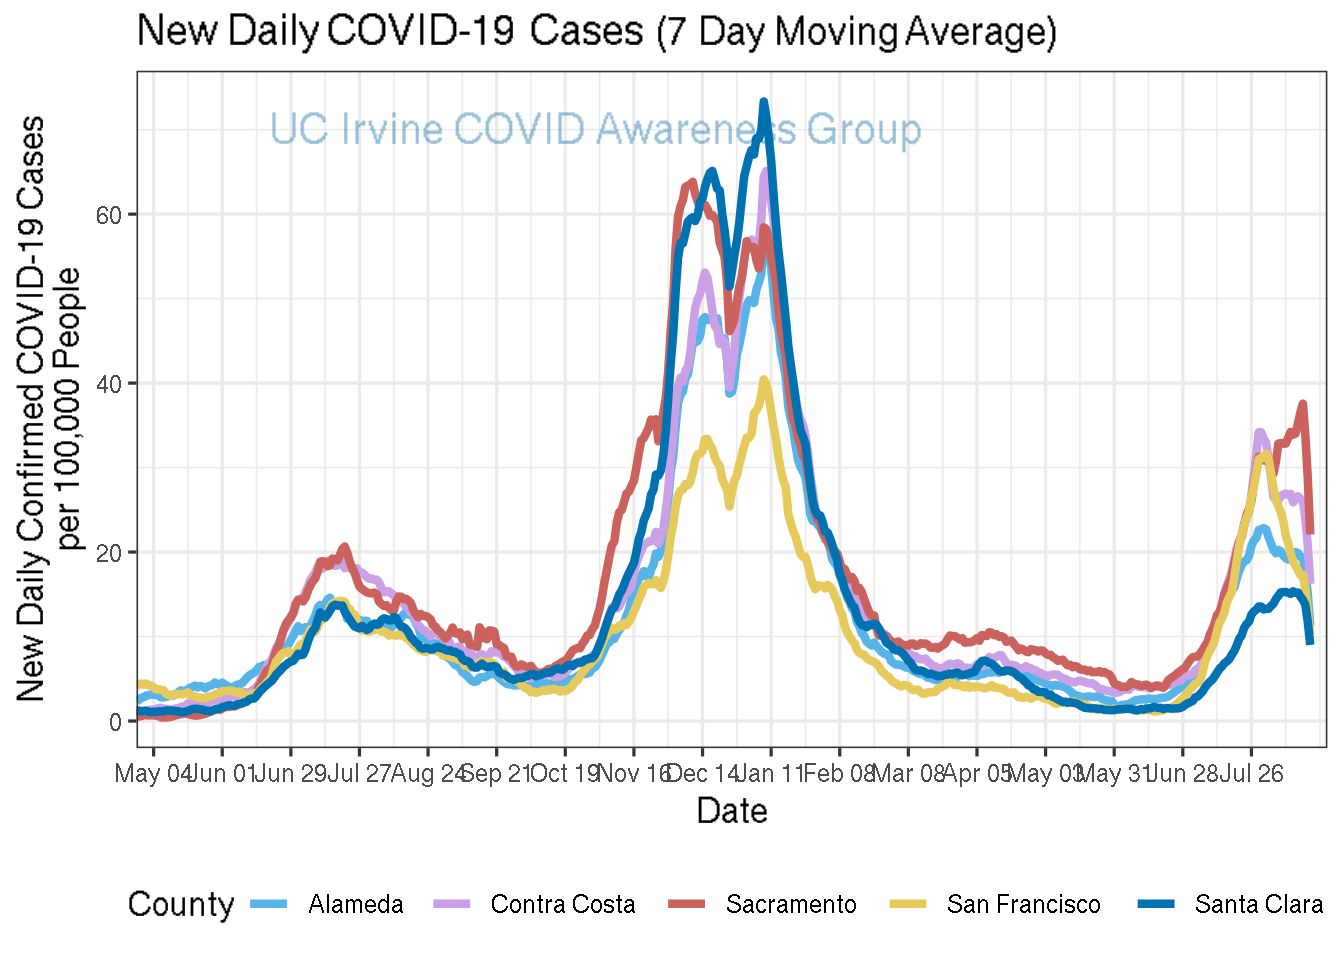 New Daily COVID-19 Cases (7 Day Moving Average)
UC Irvine COVID Awareness Group
New Daily Confirmed COVID-19 Cases
per 100,000 People
60
40
20
0
May 04 Jun 01 Jun 29 Jul 27 Aug 24 Sep 21 Oct 19 Nov 16 Dec 14 Jan 11 Feb 08 Mar 08 Apr 05 May 03 May 31 Jun 28 Jul 26
Date
County Alameda Contra Costa Sacramento San Francisco Santa Clara